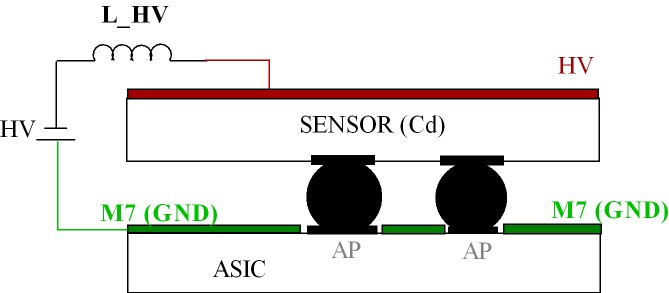 L_HV
HV
SENSOR (Cd)
HV
M7 (GND)
M7 (GND)
AP
AP
ASIC